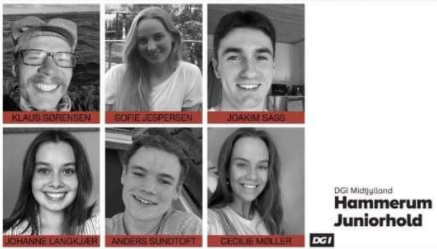 KLAUS SØRENSEN
SOFIE JESPERSEN
JOAKIM SASS
JOHANNE LANGKJÆR
ANDERS SUNDTOFT
CECILIE MØLLER
DGI Midtjylland
Hammerum
Juniorhold
DGI